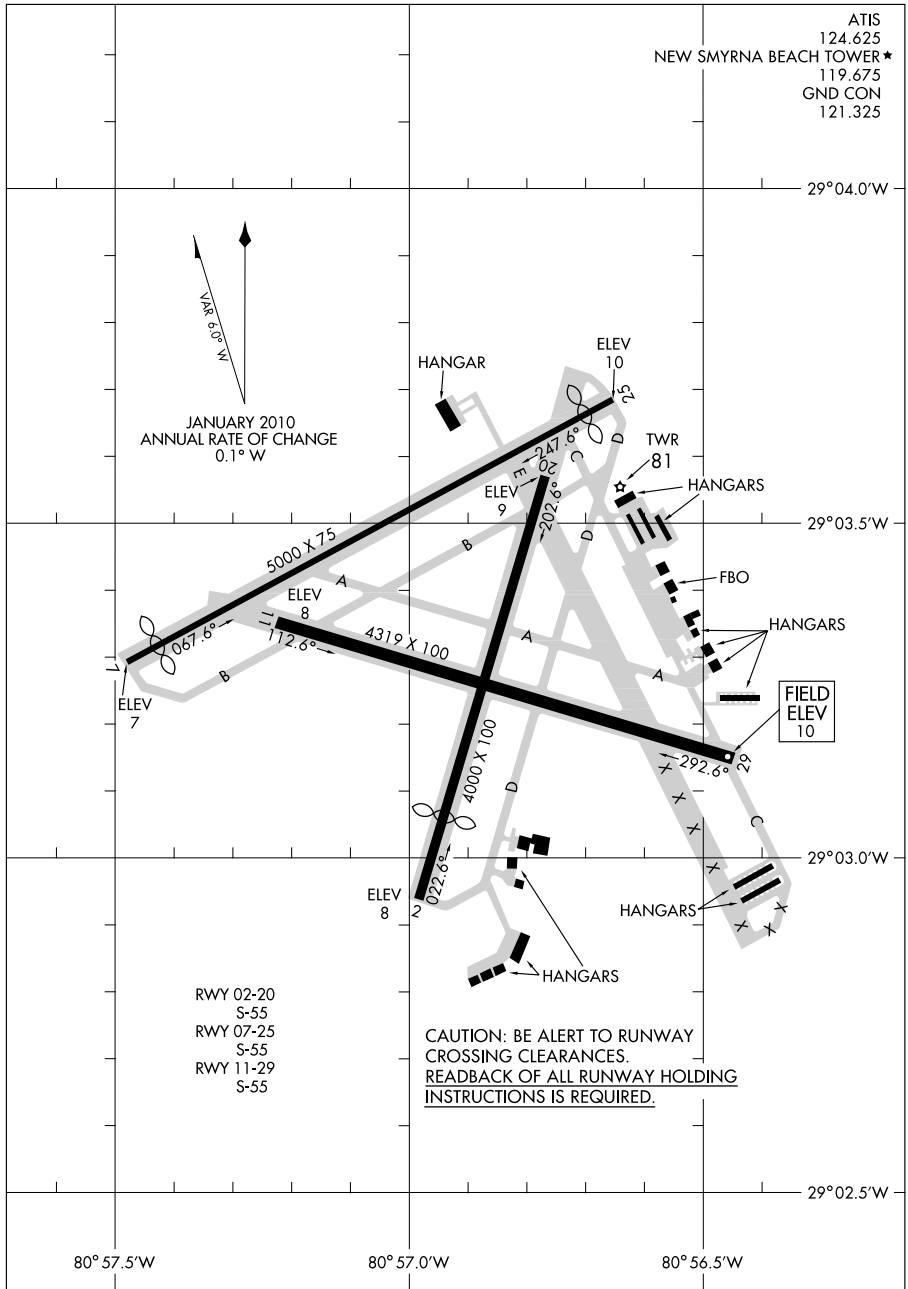 ATIS
124.625
NEW SMYRNA BEACH TOWER★
119.675
GND CON
121.325
29°04.0'W
VAR 6.0° W
JANUARY 2010
ANNUAL RATE OF CHANGE
0.1° W
HANGAR
ELEV
10
25
D
247.6°
C
TWR
81
E
20
HANGARS
ELEV
9
202.6°
29°03.5'W
D
5000 X 75
B
FBO
A
ELEV
8
11
HANGARS
067.6°
112.6°
4319 X 100
A
A
7
B
ELEV
7
FIELD
ELEV
10
292.6°
29
X
4000 X 100
D
X
X
C
022.6°
29°03.0'W
X
ELEV
8
2
X
X
X
HANGARS
HANGARS
RWY 02-20
S-55
RWY 07-25
S-55
RWY 11-29
S-55
CAUTION: BE ALERT TO RUNWAY
CROSSING CLEARANCES.
READBACK OF ALL RUNWAY HOLDING
INSTRUCTIONS IS REQUIRED.
29°02.5'W
80°57.5'W
80°57.0'W
80°56.5'W